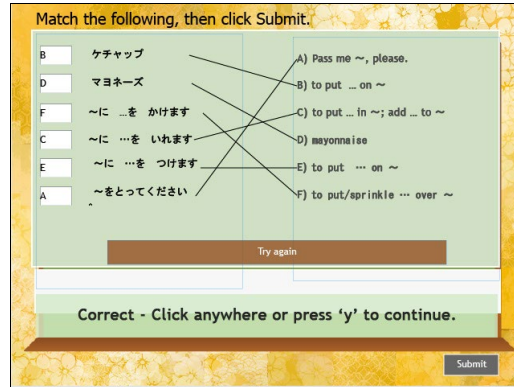 Match the following, then click Submit.
B ケチャップ
D マヨネーズ
F ～に …を かけます
C ～に …を いれます
E ～に …を つけます
A ～をとってください
A) Pass me ～, please.
B) to put … on ～
C) to put … in ～; add … to ～
D) mayonnaise
E) to put … on ～
F) to put/sprinkle … over ～
Try again
Correct - Click anywhere or press ‘y’ to continue.
Submit